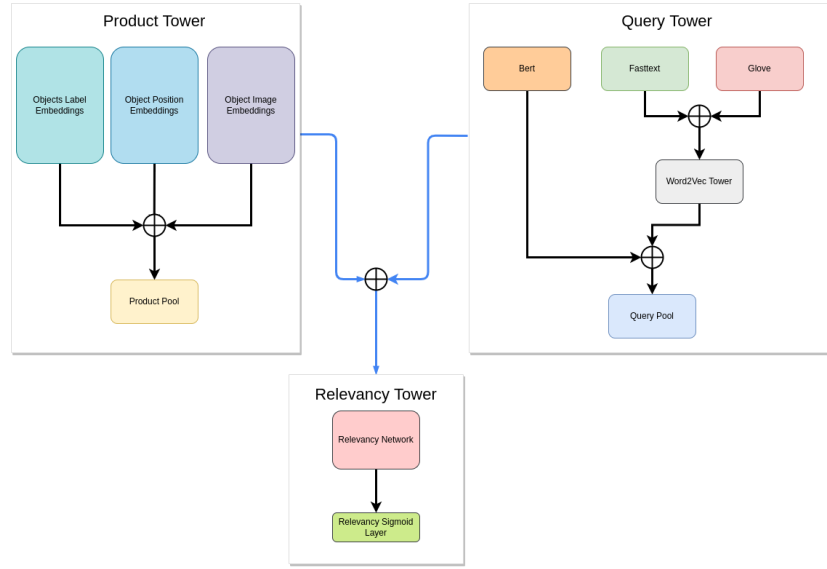 Product Tower
Objects Label
Embeddings
Object Position
Embeddings
Object Image
Embeddings
Product Pool
Query Tower
Bert
Fasttext
Glove
Word2Vec Tower
Query Pool
Relevancy Tower
Relevancy Network
Relevancy Sigmoid
Layer